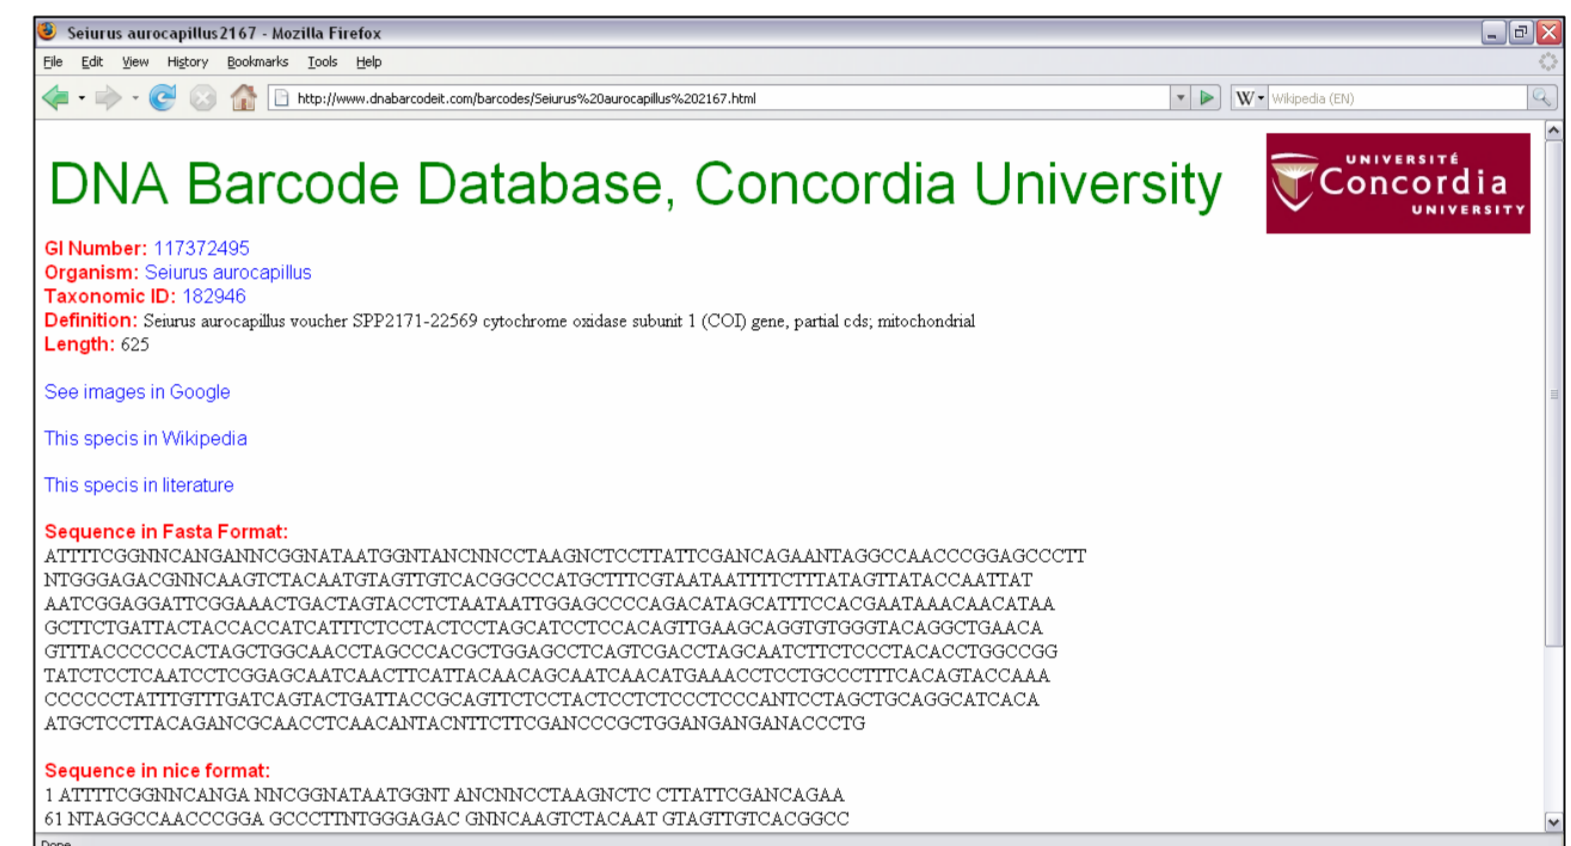 Seiurus aurocapillus2167 - Mozilla Firefox
File Edit View History Bookmarks Tools Help
http://www.dnabarcodeit.com/barcodes/Seiurus%20aurocapillus%202167.html
W Wikipedia (EN)
DNA Barcode Database, Concordia University
UNIVERSITÉ
Concordia
UNIVERSITY
GI Number: 117372495
Organism: Seiurus aurocapillus
Taxonomic ID: 182946
Definition: Seiurus aurocapillus voucher SPP2171-22569 cytochrome oxidase subunit 1 (COI) gene, partial cds; mitochondrial
Length: 625
See images in Google
This specis in Wikipedia
This specis in literature
Sequence in Fasta Format:
ATTTTCGGNNCANGANNCGGNATAATGGNTANCNNCCTAAGNCTCCTTATTCGANCAGAANTAGGCCAACCCGGAGCCCTT
NTGGGAGACGNNCAAGTCTACAATGTAGTTGTCACGGCCCATGCTTTCGTAATAATTTTCTTTATAGTTATACCAATTAT
AATCGGAGGATTCGGAAACTGACTAGTACCTCTAATAATTGGAGCCCCAGACATAGCATTTCCACGAATAAACAACATAA
GCTTCTGATTACTACCACCATCATTTCTCCTACTCCTAGCATCCTCCACAGTTGAAGCAGGTGTGGGTACAGGCTGAACA
GTTTACCCCCCACTAGCTGGCAACCTAGCCCACGCTGGAGCCTCAGTCGACCTAGCAATCTTCTCCCTACACCTGGCCGG
TATCTCCTCAATCCTCGGAGCAATCAACTTCATTACAACAGCAATCAACATGAAACCTCCTGCCCTTTCACAGTACCAAA
CCCCCCTATTTGTTTGATCAGTACTGATTACCGCAGTTCTCCTACTCCTCTCCCTCCCANTCCTAGCTGCAGGCATCACA
ATGCTCCTTACAGANCGCAACCTCAACANTACNTTCTTCGANCCCGCTGGANGANGANACCCTG
Sequence in nice format:
1 ATTTTCGGNNCANGA NNCGGNATAATGGNT ANCNNCCTAAGNCTC CTTATTCGANCAGAA
61 NTAGGCCAACCCGGA GCCCTTNTGGGAGAC GNNCAAGTCTACAAT GTAGTTGTCACGGCC
Done